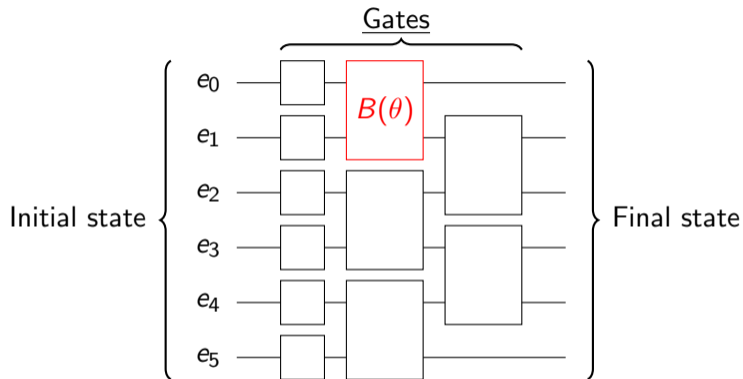 Gates
e0
B(θ)
e1
e2
Initial state
Final state
e3
e4
e5